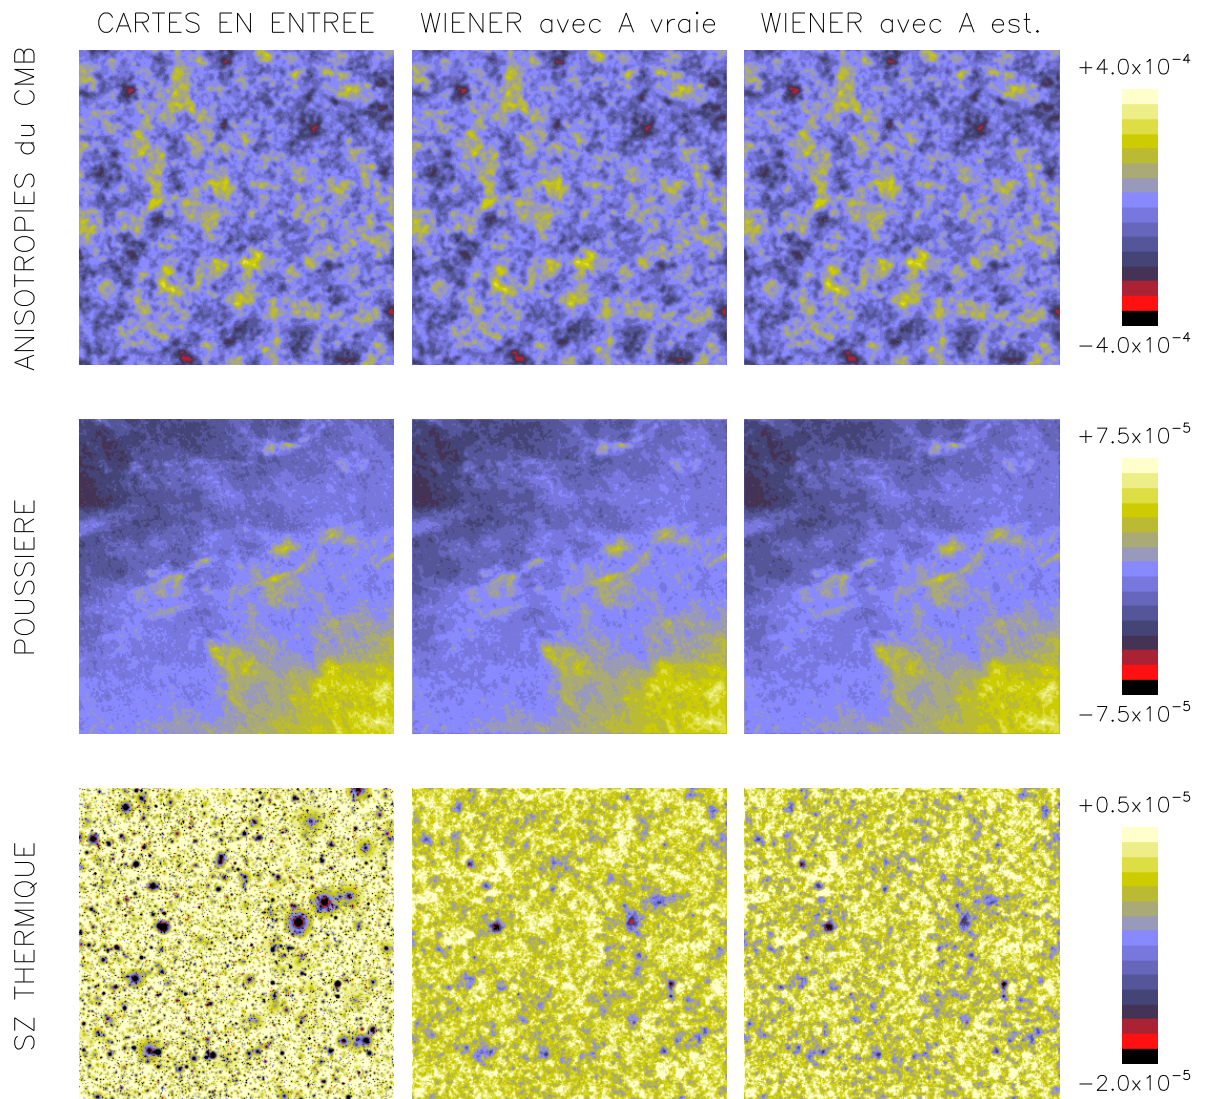 CARTES EN ENTREE
WIENER avec A vraie
WIENER avec A est.
ANISOTROPIES du CMB
+4.0x10⁻⁴
−4.0x10⁻⁴
POUSSIERE
+7.5x10⁻⁵
−7.5x10⁻⁵
SZ THERMIQUE
+0.5x10⁻⁵
−2.0x10⁻⁵